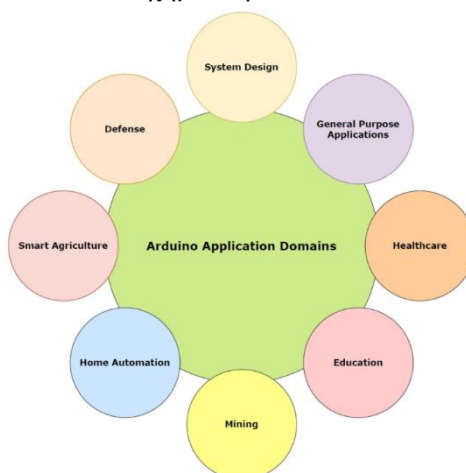 System Design
General Purpose
Applications
Defense
Smart Agriculture
Arduino Application Domains
Healthcare
Home Automation
Education
Mining